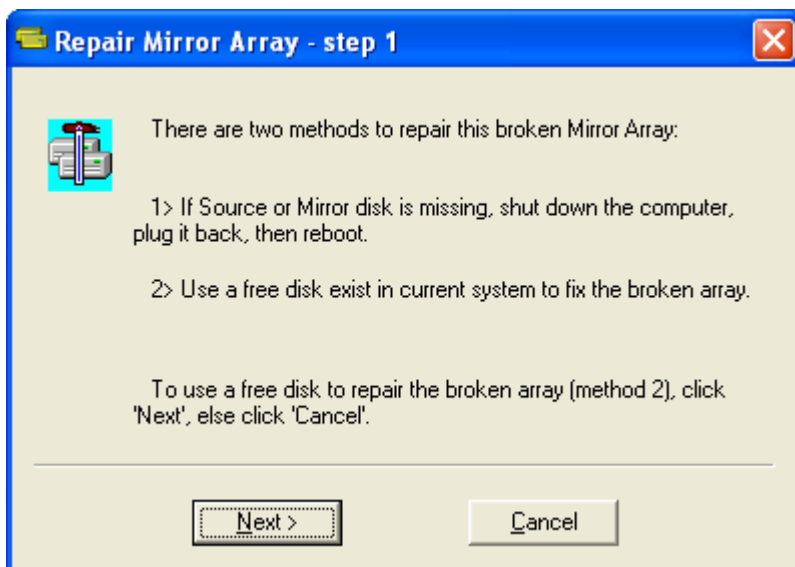 Repair Mirror Array - step 1
There are two methods to repair this broken Mirror Array:
1> If Source or Mirror disk is missing, shut down the computer,
plug it back, then reboot.
2> Use a free disk exist in current system to fix the broken array.
To use a free disk to repair the broken array (method 2), click
'Next', else click 'Cancel'.
Next >
Cancel